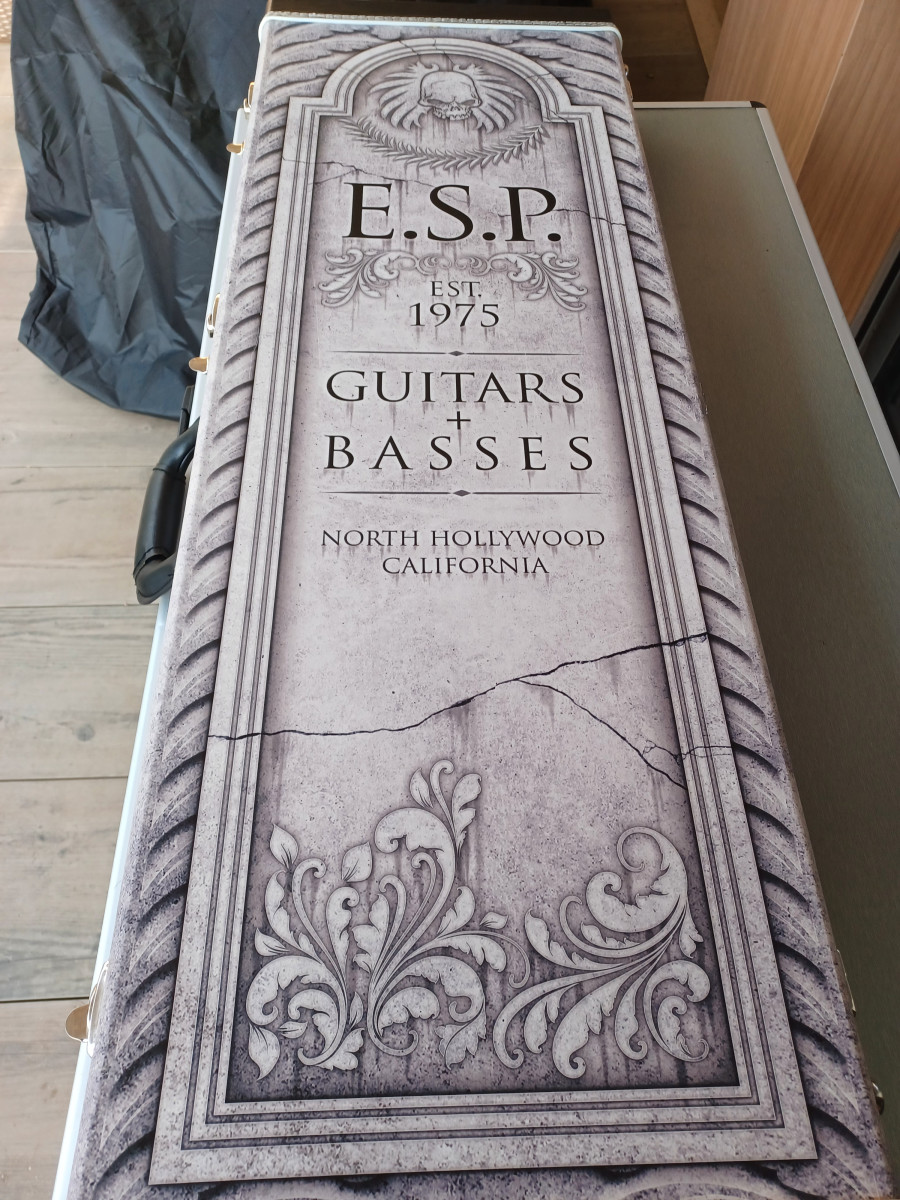 E.S.P.
EST.
1975
GUITARS
+
BASSES
NORTH HOLLYWOOD
CALIFORNIA